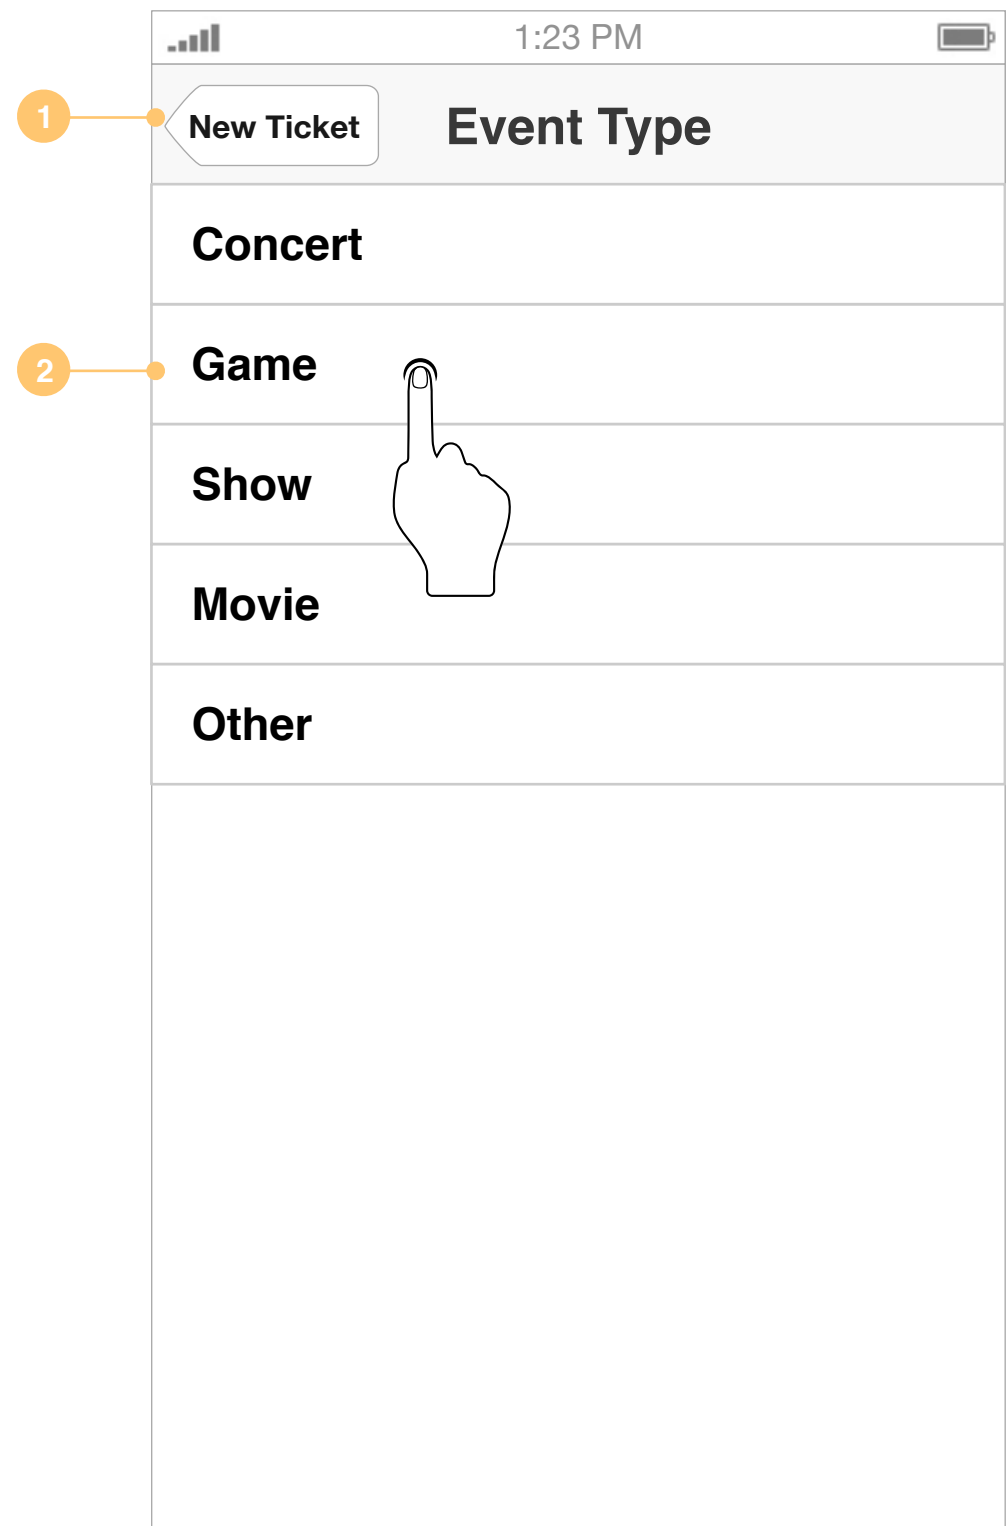 1:23 PM
1
New Ticket
Event Type
Concert
2
Game
Show
Movie
Other